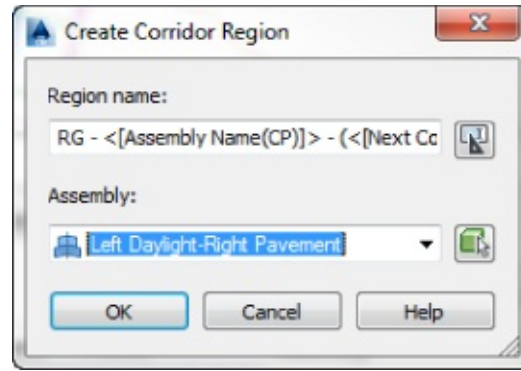 Create Corridor Region
Region name:
RG - <[Assembly Name(CP)]> - (<[Next Co
Assembly:
Left Daylight-Right Pavement
OK Cancel Help